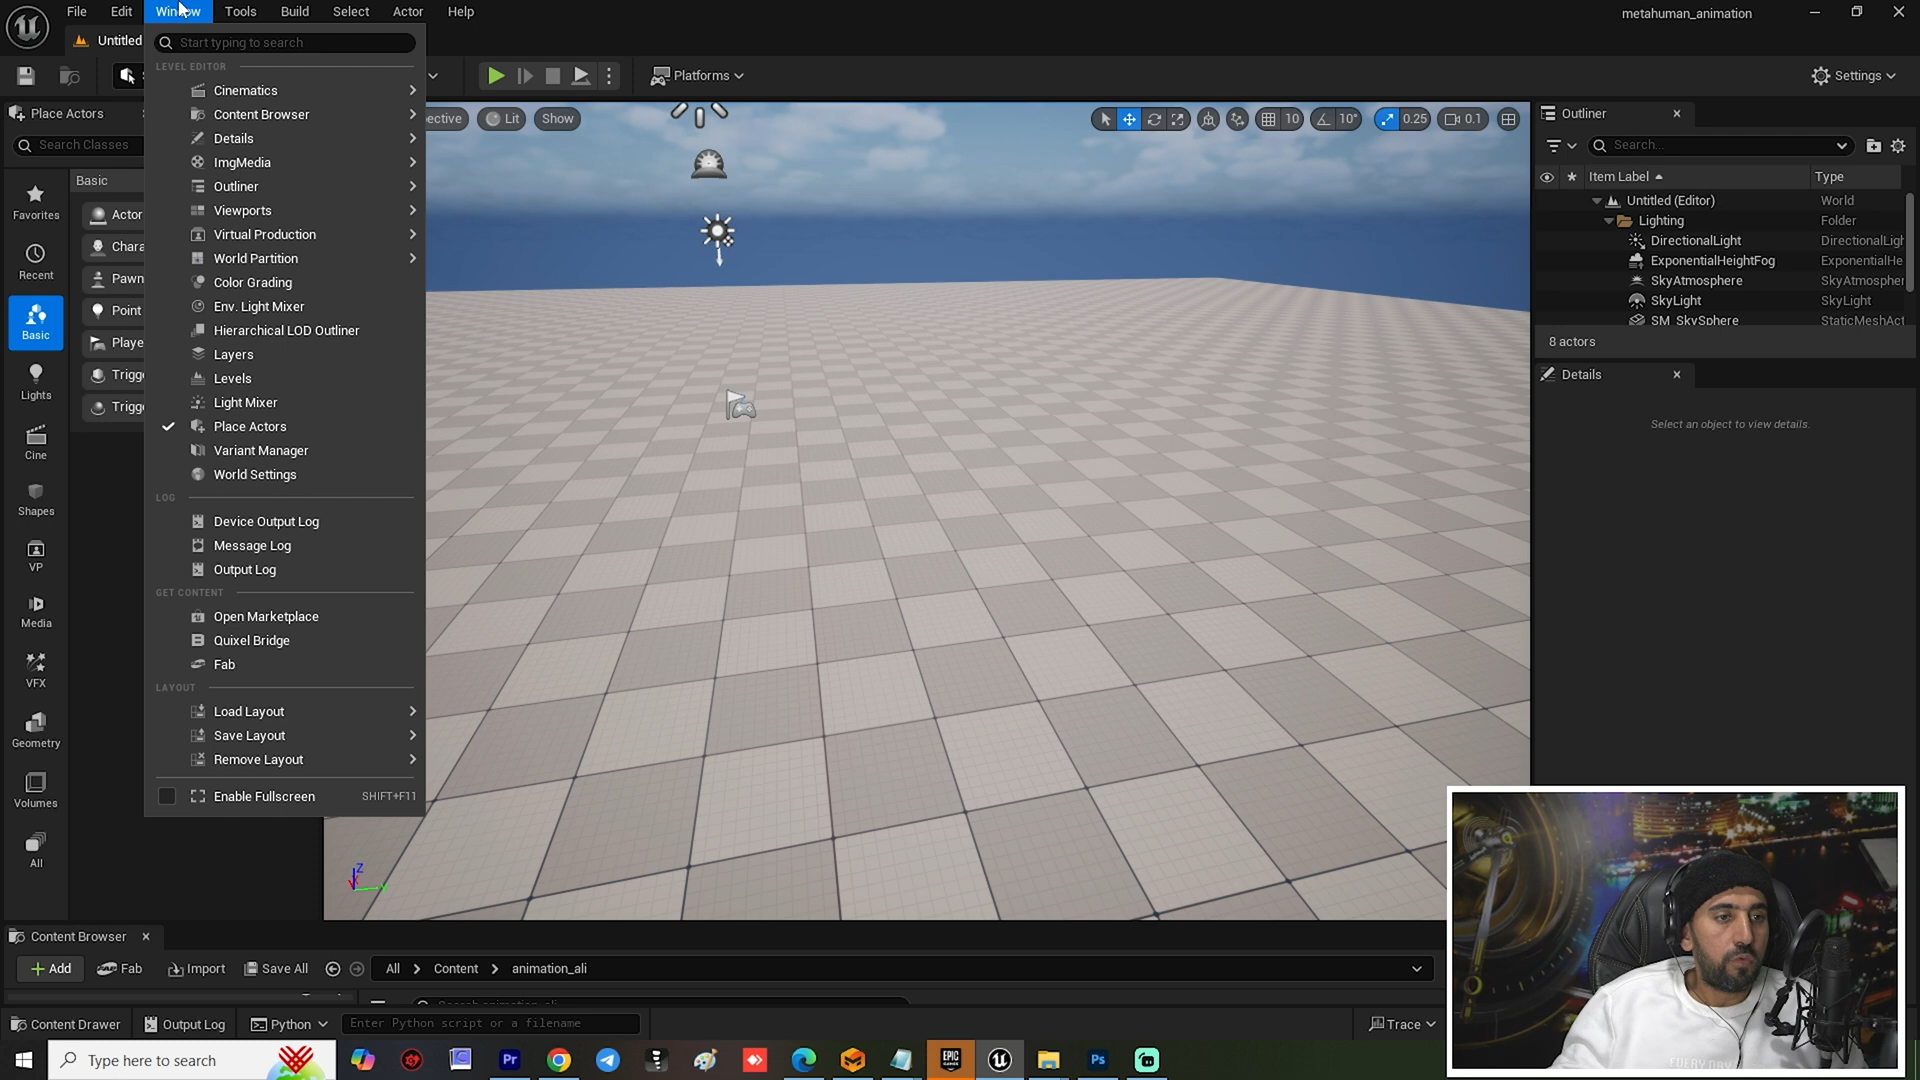 File Edit Window Tools Build Select Actor Help
metahuman_animation
Untitled
Platforms
Settings
Start typing to search
LEVEL EDITOR
Cinematics
Content Browser
Details
ImgMedia
Outliner
Viewports
Virtual Production
World Partition
Color Grading
Env. Light Mixer
Hierarchical LOD Outliner
Layers
Levels
Light Mixer
Place Actors
Variant Manager
World Settings
LOG
Device Output Log
Message Log
Output Log
GET CONTENT
Open Marketplace
Quixel Bridge
Fab
LAYOUT
Load Layout
Save Layout
Remove Layout
Enable Fullscreen SHIFT+F11
Place Actors
Search Classes
Favorites
Recent
Basic
Lights
Cine
Shapes
VP
Media
VFX
Geometry
Volumes
All
Basic
Actor
Chara
Pawn
Point
Playe
Trigg
Trigg
ective
Lit
Show
10
10°
0.25
0.1
Z
Outliner
Search...
Item Label Type
Untitled (Editor) World
Lighting Folder
DirectionalLight DirectionalLigh
ExponentialHeightFog ExponentialHe
SkyAtmosphere SkyAtmospher
SkyLight SkyLight
SM_SkySphere StaticMeshAct
8 actors
Details
Select an object to view details.
Content Browser
Add
Fab
Import
Save All
All > Content > animation_ali
Search animation_ali
Content Drawer
Output Log
Python
Enter Python script or a filename
Trace
Type here to search
Pr
EPIC GAMES
Ps